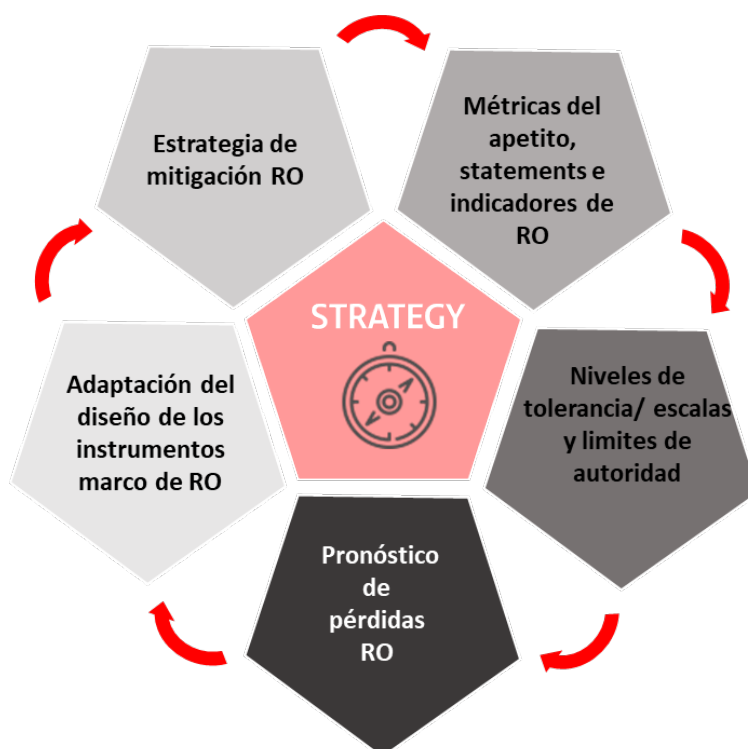 Estrategia de
mitigación RO
Métricas del
apetito,
statements e
indicadores de
RO
STRATEGY
Niveles de
tolerancia/ escalas
y limites de
autoridad
Adaptación del
diseño de los
instrumentos
marco de RO
Pronóstico
de
pérdidas
RO